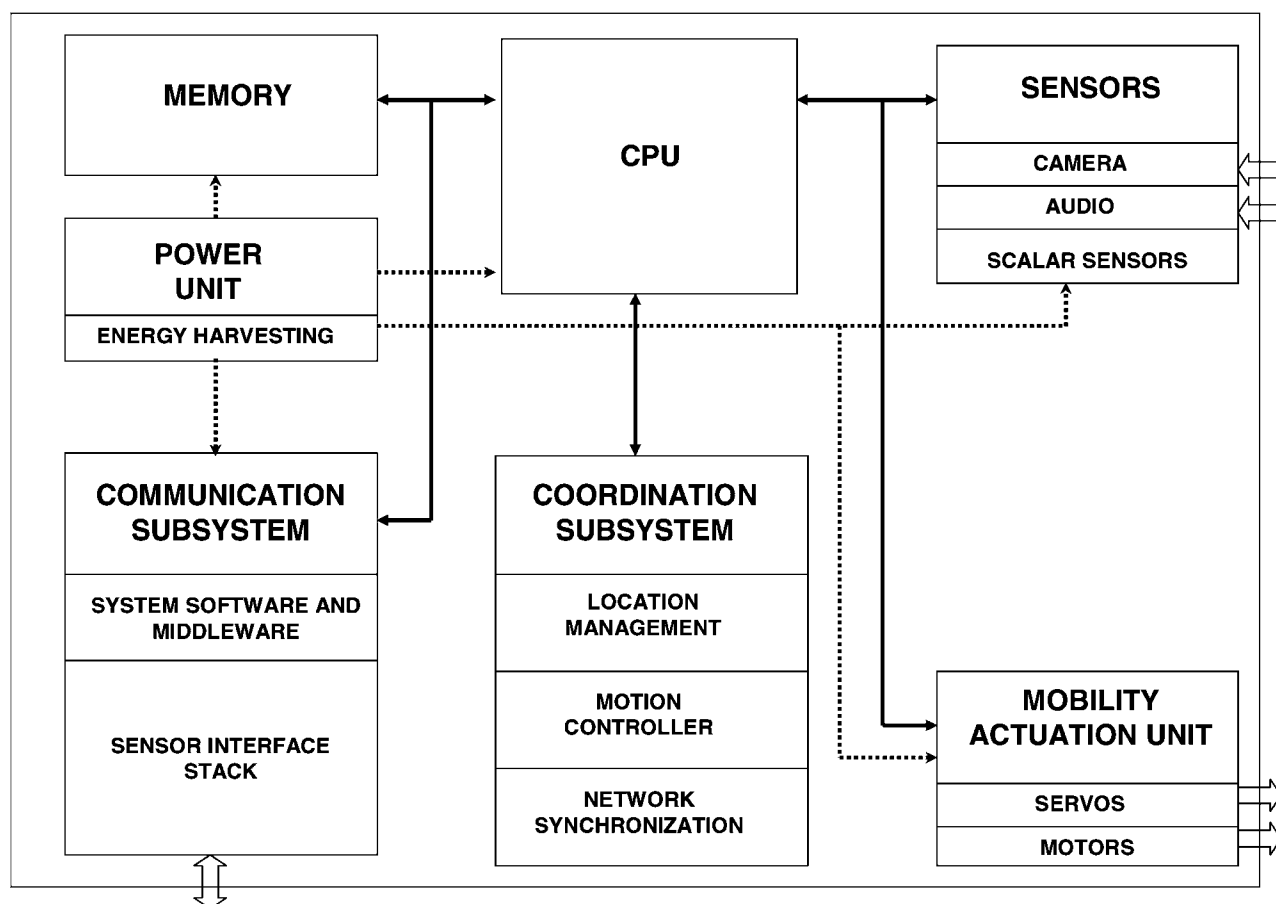 MEMORY
CPU
SENSORS
CAMERA
AUDIO
SCALAR SENSORS
POWER
UNIT
ENERGY HARVESTING
COMMUNICATION
SUBSYSTEM
SYSTEM SOFTWARE AND
MIDDLEWARE
SENSOR INTERFACE
STACK
COORDINATION
SUBSYSTEM
LOCATION
MANAGEMENT
MOTION
CONTROLLER
NETWORK
SYNCHRONIZATION
MOBILITY
ACTUATION UNIT
SERVOS
MOTORS